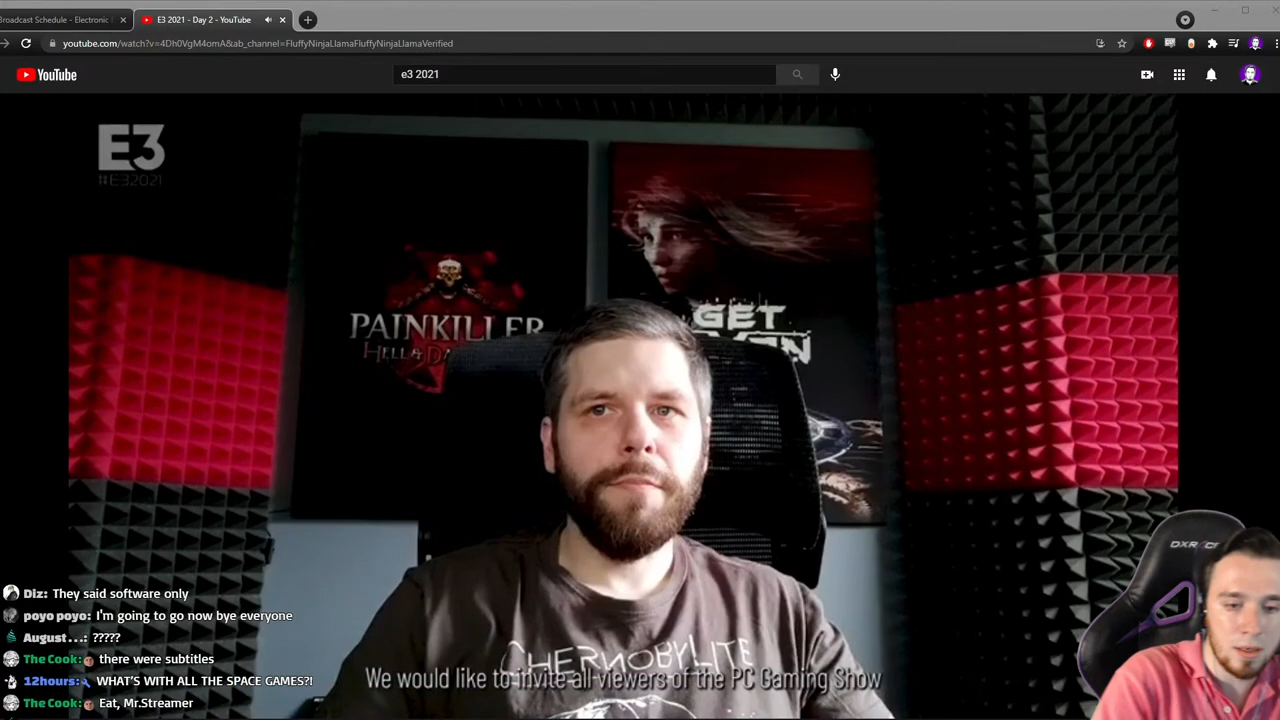 Broadcast Schedule - Electronic E
E3 2021 - Day 2 - YouTube
youtube.com/watch?v=4Dh0VgM4omA&ab_channel=FluffyNinjaLlamaFluffyNinjaLlamaVerified
YouTube
e3 2021
E3
#E32021
PAINKILLER
HELL &
GET
CHERNOBYLITE
We would like to invite all viewers of the PC Gaming Show
DXRACE
Diz: They said software only
poyo poyo: I'm going to go now bye everyone
August ...: ?????
The Cook: there were subtitles
12hours: WHAT'S WITH ALL THE SPACE GAMES?!
The Cook: Eat, Mr.Streamer